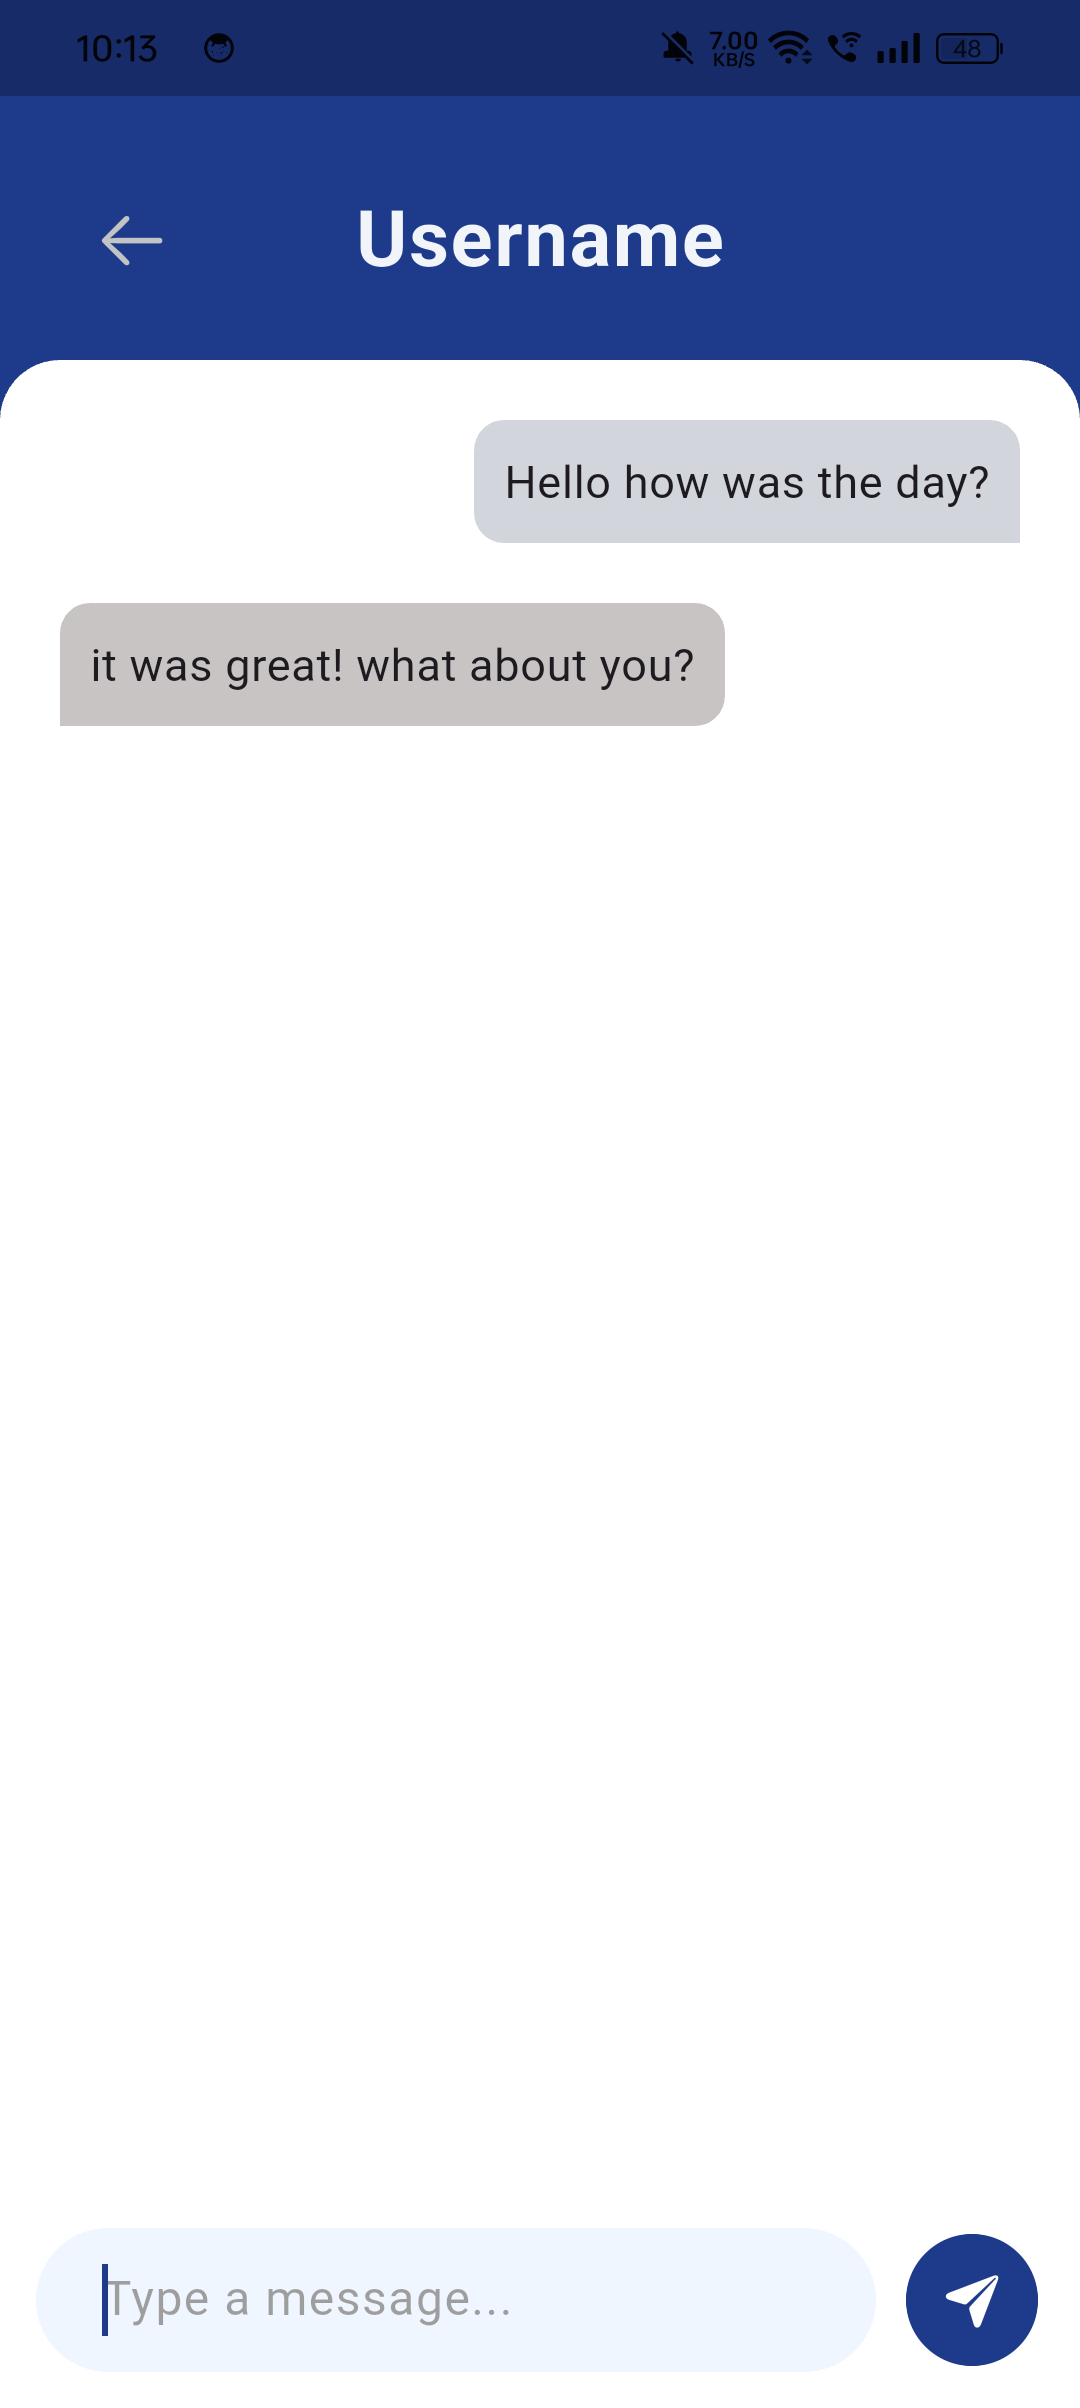 10:13
7.00
KB/S
48
Username
Hello how was the day?
it was great! what about you?
Type a message...